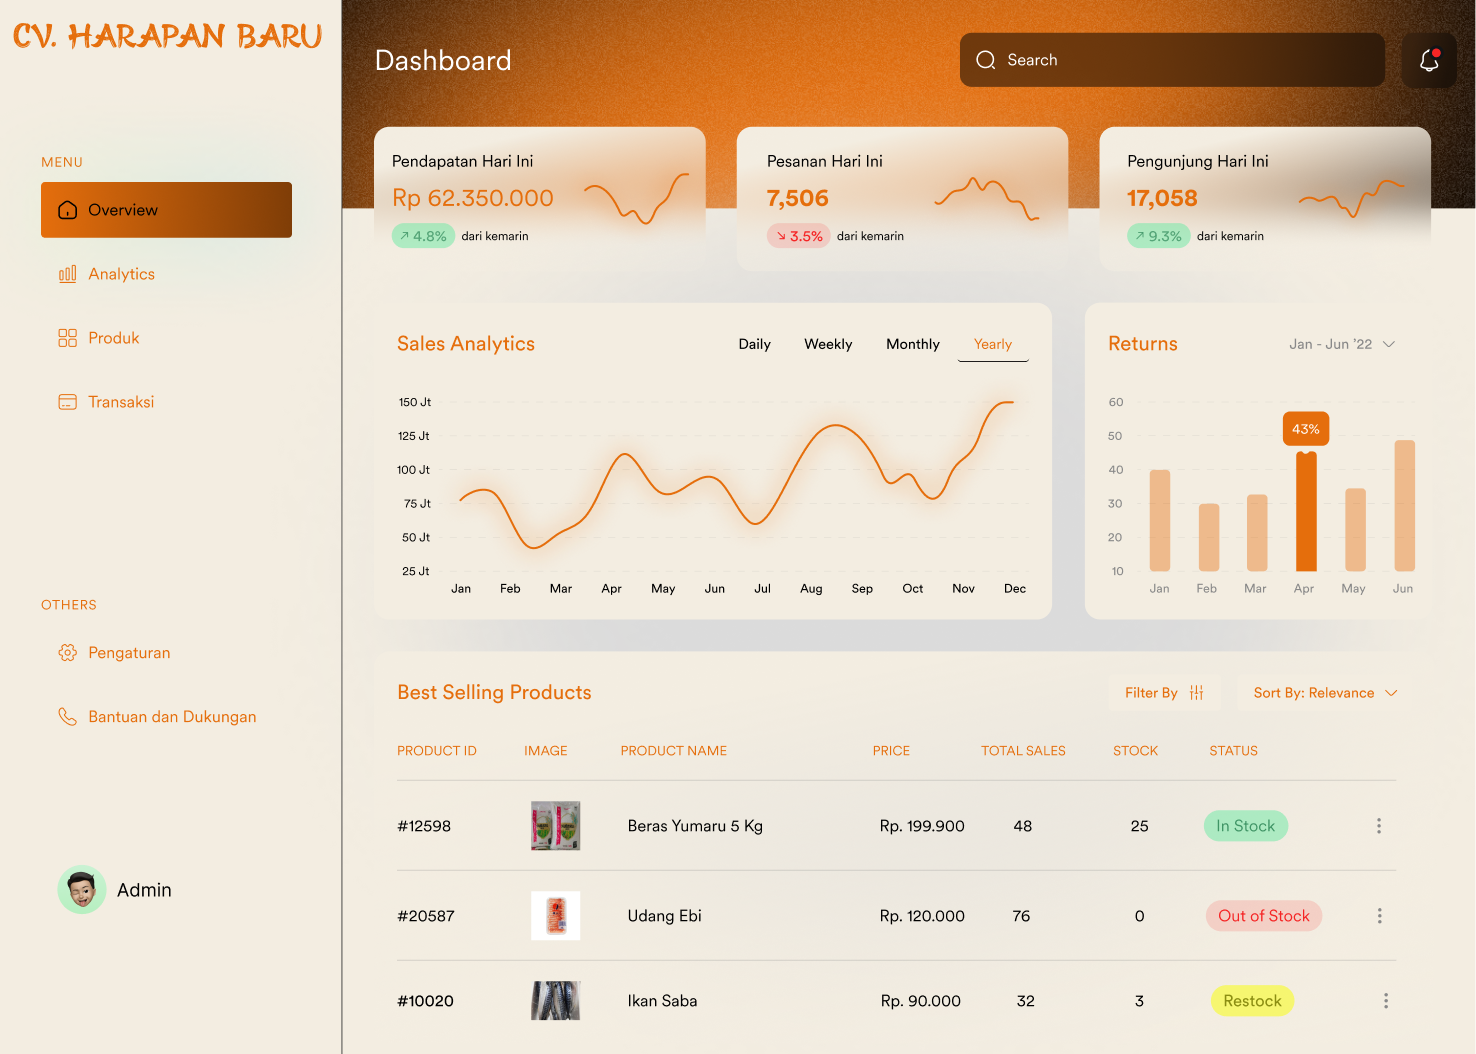 CV. HARAPAN BARU
MENU
Overview
Analytics
Produk
Transaksi
OTHERS
Pengaturan
Bantuan dan Dukungan
Admin
Dashboard
Search
Pendapatan Hari Ini
Rp 62.350.000
4.8% dari kemarin
Pesanan Hari Ini
7,506
3.5% dari kemarin
Pengunjung Hari Ini
17,058
9.3% dari kemarin
Sales Analytics
Daily Weekly Monthly Yearly
150 Jt
125 Jt
100 Jt
75 Jt
50 Jt
25 Jt
Jan Feb Mar Apr May Jun Jul Aug Sep Oct Nov Dec
Returns
Jan - Jun ’22
60
50
40
30
20
10
43%
Jan Feb Mar Apr May Jun
Best Selling Products
Filter By
Sort By: Relevance
PRODUCT ID IMAGE PRODUCT NAME PRICE TOTAL SALES STOCK STATUS
#12598 Beras Yumaru 5 Kg Rp. 199.900 48 25 In Stock
#20587 Udang Ebi Rp. 120.000 76 0 Out of Stock
#10020 Ikan Saba Rp. 90.000 32 3 Restock